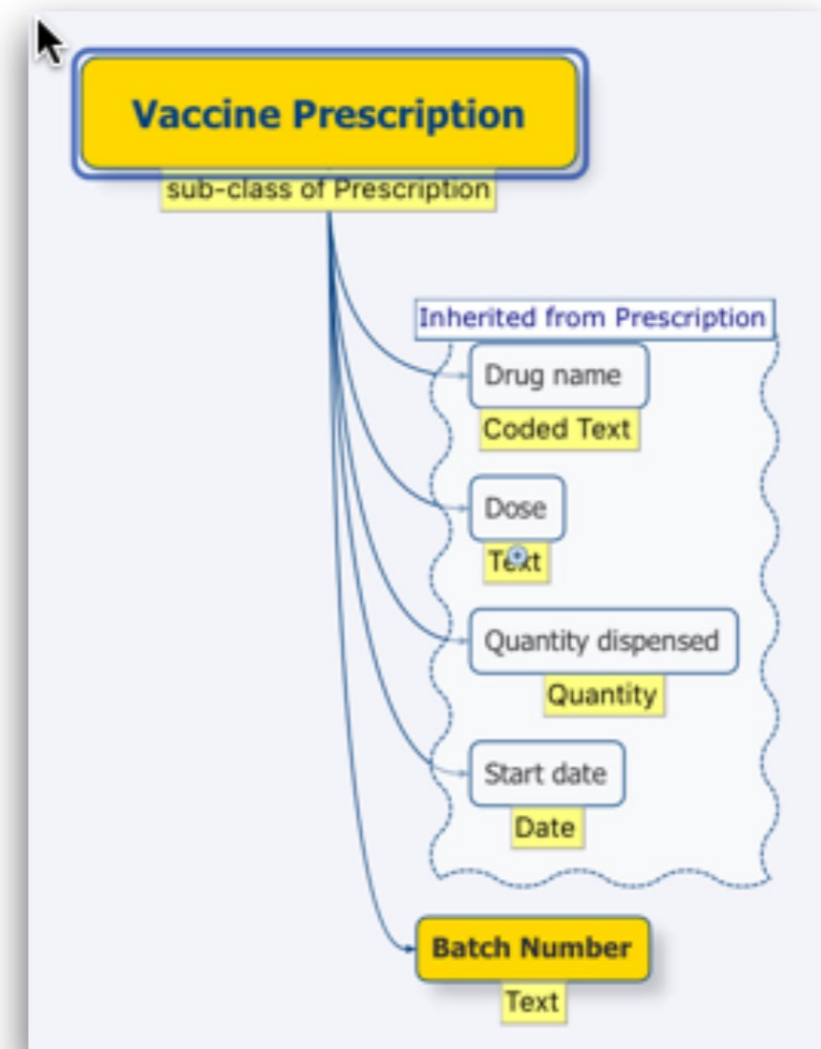 Vaccine Prescription
sub-class of Prescription
Inherited from Prescription
Drug name
Coded Text
Dose
Text
Quantity dispensed
Quantity
Start date
Date
Batch Number
Text